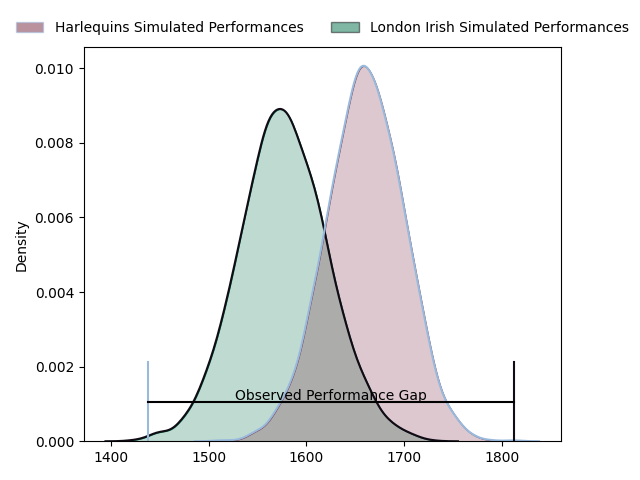 Harlequins Simulated Performances
London Irish Simulated Performances
0.010
0.008
0.006
0.004
0.002
0.000
Density
Observed Performance Gap
1400 1500 1600 1700 1800